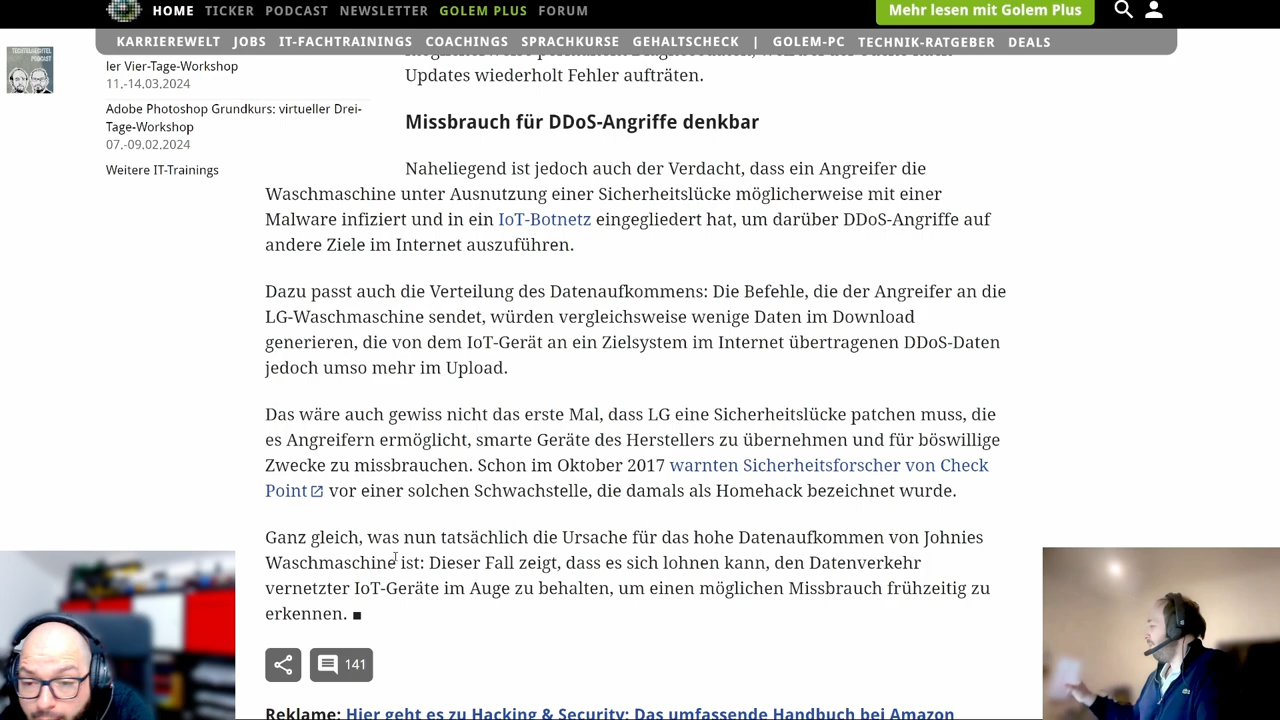 HOME TICKER PODCAST NEWSLETTER GOLEM PLUS FORUM
Mehr lesen mit Golem Plus
KARRIEREWELT JOBS IT-FACHTRAININGS COACHINGS SPRACHKURSE GEHALTSCHECK | GOLEM-PC TECHNIK-RATGEBER DEALS
ler Vier-Tage-Workshop
11.-14.03.2024
Adobe Photoshop Grundkurs: virtueller Drei-
Tage-Workshop
07.-09.02.2024
Weitere IT-Trainings
Updates wiederholt Fehler aufträten.
Missbrauch für DDoS-Angriffe denkbar
Naheliegend ist jedoch auch der Verdacht, dass ein Angreifer die
Waschmaschine unter Ausnutzung einer Sicherheitslücke möglicherweise mit einer
Malware infiziert und in ein IoT-Botnetz eingegliedert hat, um darüber DDoS-Angriffe auf
andere Ziele im Internet auszuführen.
Dazu passt auch die Verteilung des Datenaufkommens: Die Befehle, die der Angreifer an die
LG-Waschmaschine sendet, würden vergleichsweise wenige Daten im Download
generieren, die von dem IoT-Gerät an ein Zielsystem im Internet übertragenen DDoS-Daten
jedoch umso mehr im Upload.
Das wäre auch gewiss nicht das erste Mal, dass LG eine Sicherheitslücke patchen muss, die
es Angreifern ermöglicht, smarte Geräte des Herstellers zu übernehmen und für böswillige
Zwecke zu missbrauchen. Schon im Oktober 2017 warnten Sicherheitsforscher von Check
Point vor einer solchen Schwachstelle, die damals als Homehack bezeichnet wurde.
Ganz gleich, was nun tatsächlich die Ursache für das hohe Datenaufkommen von Johnies
Waschmaschine ist: Dieser Fall zeigt, dass es sich lohnen kann, den Datenverkehr
vernetzter IoT-Geräte im Auge zu behalten, um einen möglichen Missbrauch frühzeitig zu
erkennen. ■
141
Reklame: Hier geht es zu Hacking & Security: Das umfassende Handbuch bei Amazon